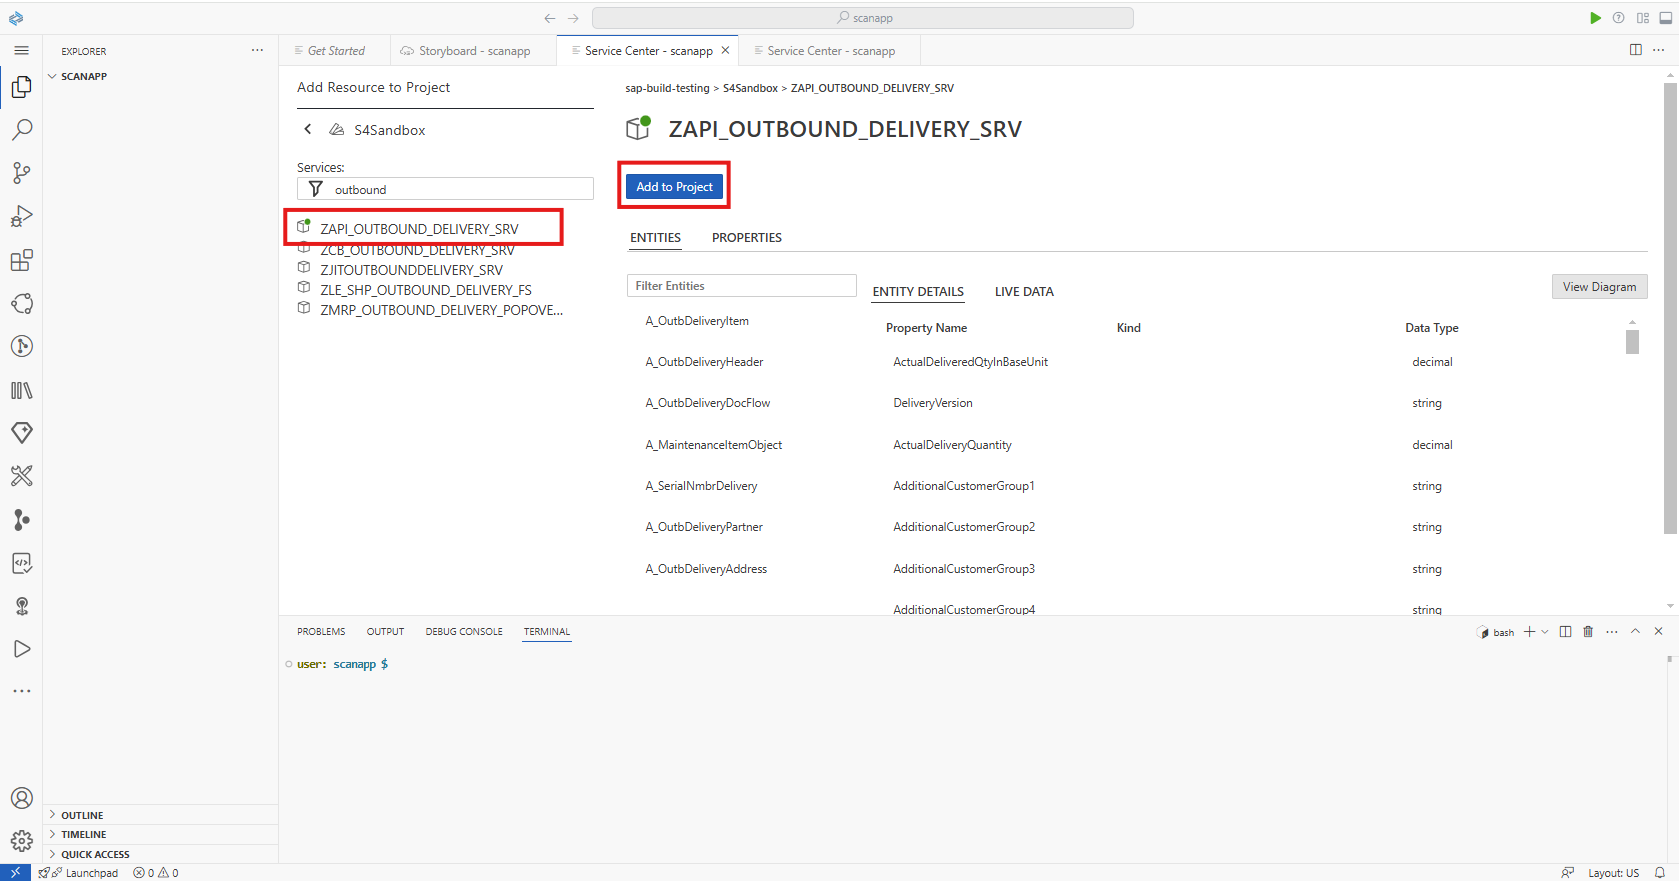 scanapp
EXPLORER
SCANAPP
Get Started
Storyboard - scanapp
Service Center - scanapp
Service Center - scanapp
Add Resource to Project
S4Sandbox
Services:
outbound
ZAPI_OUTBOUND_DELIVERY_SRV
ZCB_OUTBOUND_DELIVERY_SRV
ZJITOUTBOUNDDELIVERY_SRV
ZLE_SHP_OUTBOUND_DELIVERY_FS
ZMRP_OUTBOUND_DELIVERY_POPOVE...
sap-build-testing > S4Sandbox > ZAPI_OUTBOUND_DELIVERY_SRV
ZAPI_OUTBOUND_DELIVERY_SRV
Add to Project
ENTITIES PROPERTIES
Filter Entities
ENTITY DETAILS LIVE DATA
View Diagram
A_OutbDeliveryItem
A_OutbDeliveryHeader
A_OutbDeliveryDocFlow
A_MaintenanceItemObject
A_SerialNmbrDelivery
A_OutbDeliveryPartner
A_OutbDeliveryAddress
Property Name Kind Data Type
ActualDeliveredQtyInBaseUnit decimal
DeliveryVersion string
ActualDeliveryQuantity decimal
AdditionalCustomerGroup1 string
AdditionalCustomerGroup2 string
AdditionalCustomerGroup3 string
AdditionalCustomerGroup4 string
PROBLEMS OUTPUT DEBUG CONSOLE TERMINAL
bash
user: scanapp $
OUTLINE
TIMELINE
QUICK ACCESS
Launchpad 0 0
Layout: US